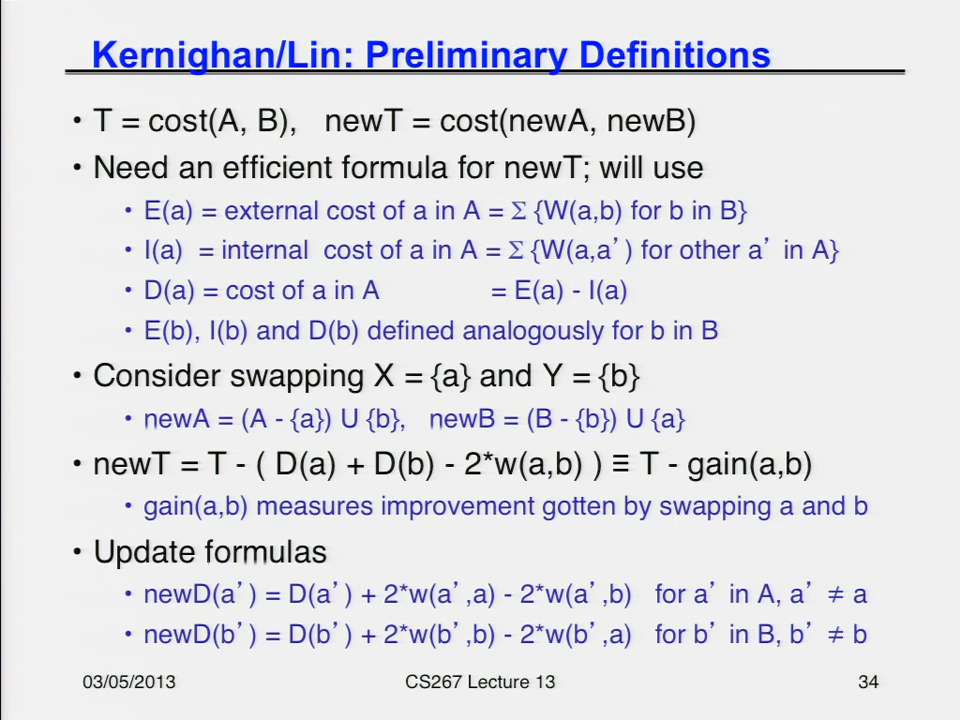 Kernighan/Lin: Preliminary Definitions
• T = cost(A, B), newT = cost(newA, newB)
• Need an efficient formula for newT; will use
• E(a) = external cost of a in A = Σ {W(a,b) for b in B}
• I(a) = internal cost of a in A = Σ {W(a,a’) for other a’ in A}
• D(a) = cost of a in A = E(a) - I(a)
• E(b), I(b) and D(b) defined analogously for b in B
• Consider swapping X = {a} and Y = {b}
• newA = (A - {a}) U {b}, newB = (B - {b}) U {a}
• newT = T - ( D(a) + D(b) - 2*w(a,b) ) ≡ T - gain(a,b)
• gain(a,b) measures improvement gotten by swapping a and b
• Update formulas
• newD(a’) = D(a’) + 2*w(a’,a) - 2*w(a’,b) for a’ in A, a’ ≠ a
• newD(b’) = D(b’) + 2*w(b’,b) - 2*w(b’,a) for b’ in B, b’ ≠ b
03/05/2013 CS267 Lecture 13 34